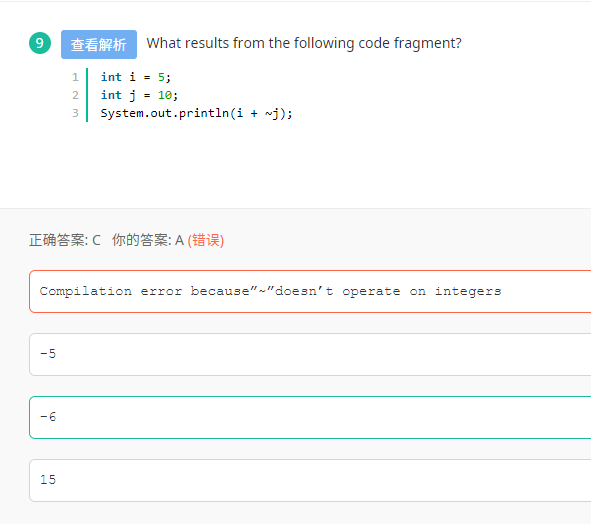 9 查看解析 What results from the following code fragment?
1 int i = 5;
2 int j = 10;
3 System.out.println(i + ~j);
正确答案: C 你的答案: A (错误)
Compilation error because”~”doesn’t operate on integers
-5
-6
15